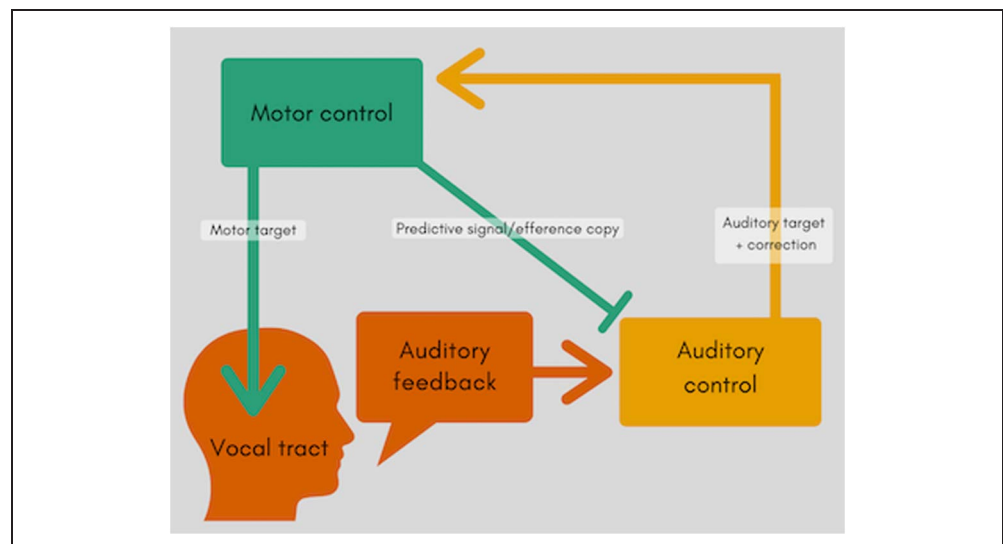 Motor control
Motor target
Predictive signal/efference copy
Auditory target
+ correction
Auditory
feedback
Auditory
control
Vocal tract